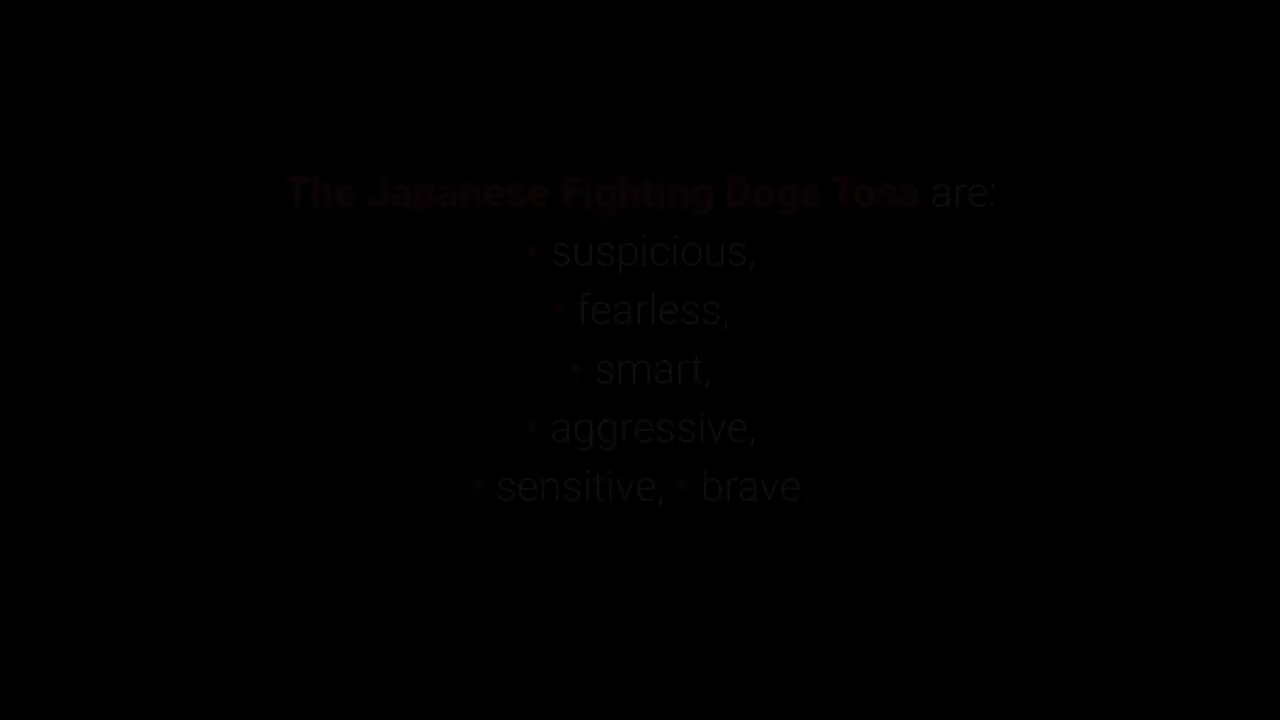 The Japanese Fighting Dogs Tosa are:
• suspicious,
• fearless,
• smart,
• aggressive,
• sensitive, • brave.